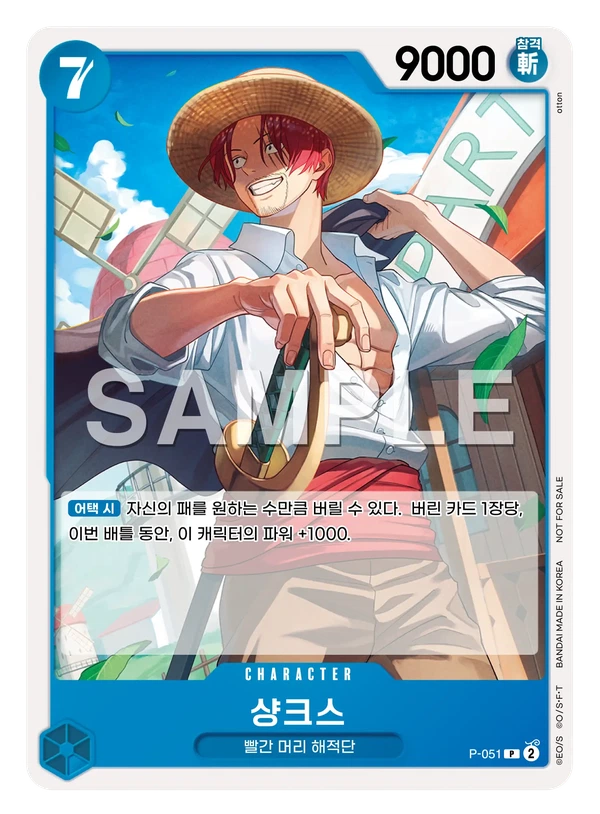 7
9000
참격
斬
otton
PART
SAMPLE
어택 시 자신의 패를 원하는 수만큼 버릴 수 있다. 버린 카드 1장당,
이번 배틀 동안, 이 캐릭터의 파워 +1000.
CHARACTER
샹크스
빨간 머리 해적단
P-051 P 2
©EO/S ©O/S·F·T BANDAI MADE IN KOREA NOT FOR SALE